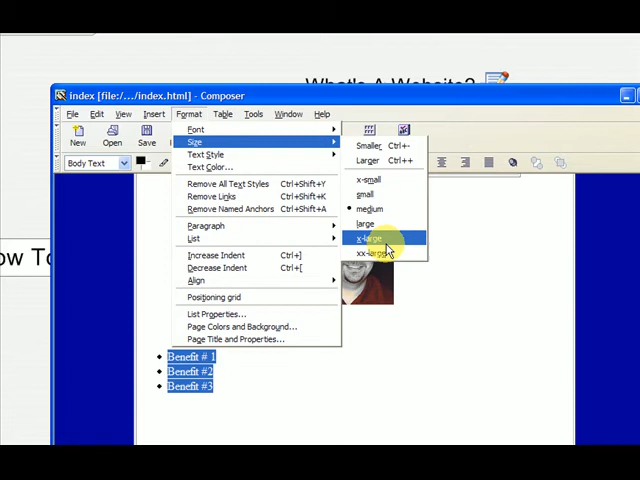 What's A Website?
index [file:/.../index.html] - Composer
File Edit View Insert Format Table Tools Window Help
New Open
Body Text
Font
Size
Text Style
Text Color...
Remove All Text Styles Ctrl+Shift+Y
Remove Links Ctrl+Shift+K
Remove Named Anchors Ctrl+Shift+A
Paragraph
List
Increase Indent Ctrl+]
Decrease Indent Ctrl+[
Align
Positioning grid
List Properties...
Page Colors and Background...
Page Title and Properties...
Smaller Ctrl+-
Larger Ctrl++
x-small
small
medium
large
x-large
xx-large
ow To
Benefit # 1
Benefit #2
Benefit #3